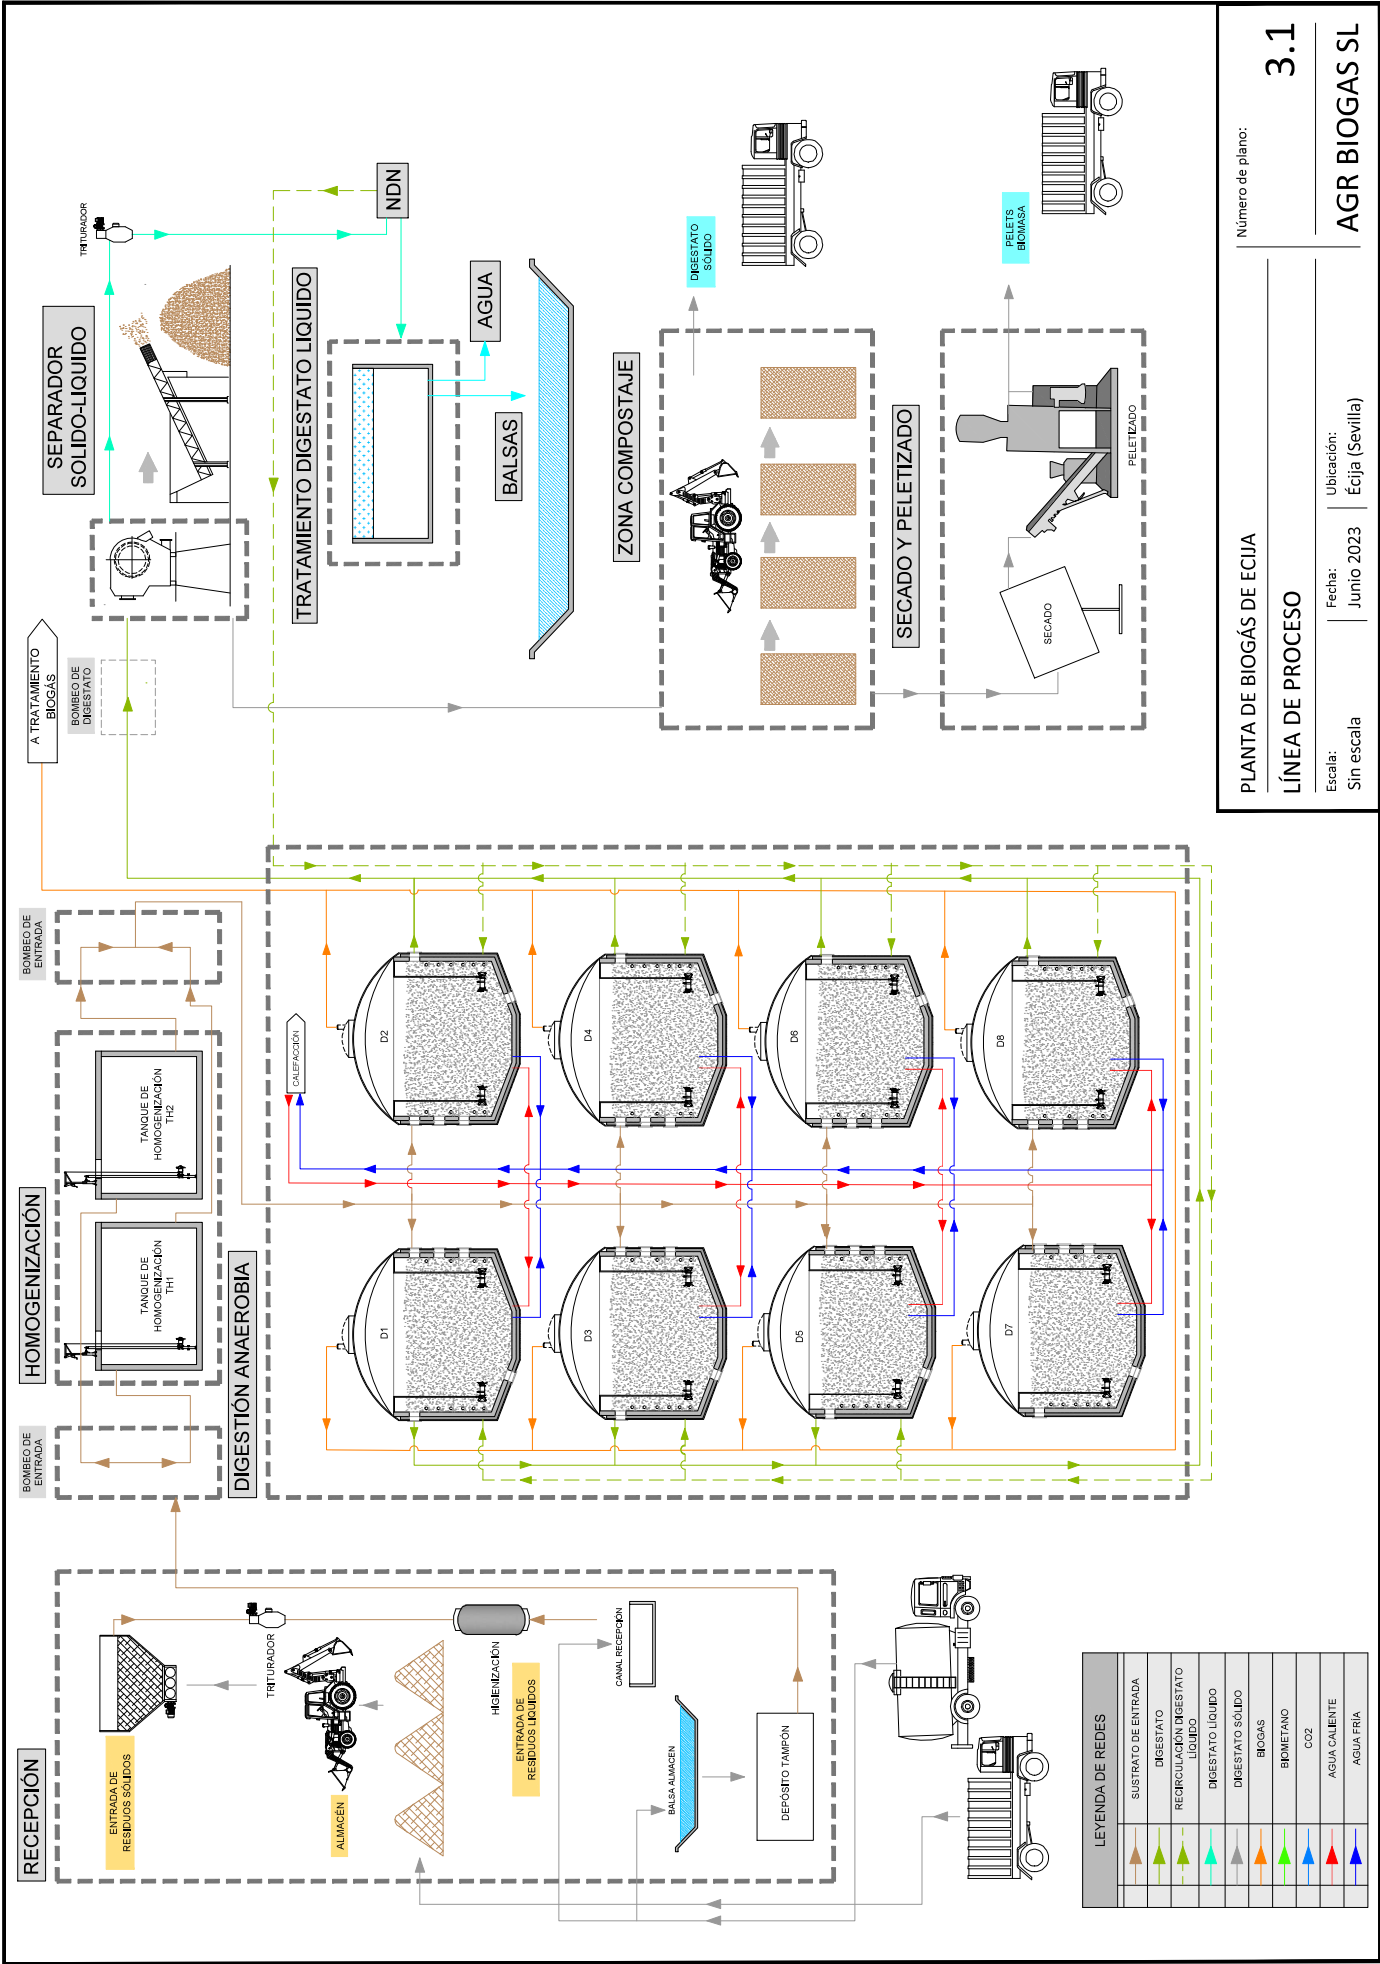 RECEPCIÓN
ENTRADA DE
RESIDUOS SÓLIDOS
TRITURADOR
ALMACÉN
HIGIENIZACIÓN
ENTRADA DE
RESIDUOS LIQUIDOS
CANAL RECEPCIÓN
BALSA ALMACEN
DEPÓSITO TAMPÓN
BOMBEO DE
ENTRADA
HOMOGENIZACIÓN
TANQUE DE
HOMOGENIZACIÓN
TH1
TANQUE DE
HOMOGENIZACIÓN
TH2
BOMBEO DE
ENTRADA
DIGESTIÓN ANAEROBIA
CALEFACCIÓN
D1
D2
D3
D4
D5
D6
D7
D8
A TRATAMIENTO
BIOGÁS
BOMBEO DE
DIGESTATO
SEPARADOR
SOLIDO-LIQUIDO
TRITURADOR
NDN
TRATAMIENTO DIGESTATO LIQUIDO
AGUA
BALSAS
ZONA COMPOSTAJE
DIGESTATO
SÓLIDO
SECADO Y PELETIZADO
SECADO
PELETIZADO
PELETS
BIOMASA
LEYENDA DE REDES
SUSTRATO DE ENTRADA
DIGESTATO
RECIRCULACIÓN DIGESTATO
LÍQUIDO
DIGESTATO LÍQUIDO
DIGESTATO SÓLIDO
BIOGAS
BIOMETANO
CO2
AGUA CALIENTE
AGUA FRÍA
PLANTA DE BIOGÁS DE ECIJA
LÍNEA DE PROCESO
Número de plano:
3.1
Escala:
Sin escala
Fecha:
Junio 2023
Ubicación:
Écija (Sevilla)
AGR BIOGAS SL